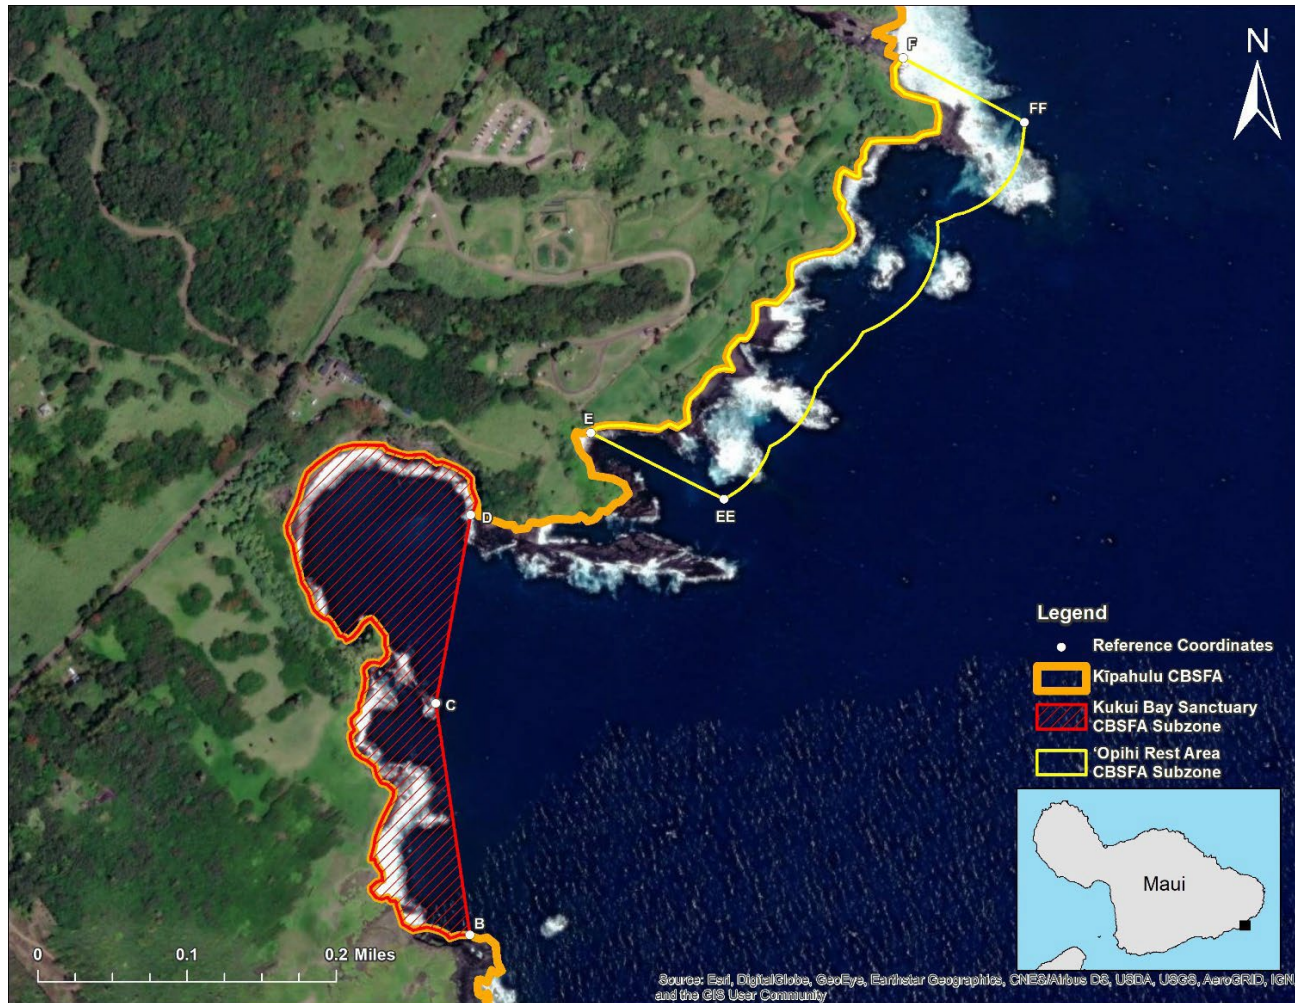 N
F
FF
E
EE
D
C
B
Legend
Reference Coordinates
Kīpahulu CBSFA
Kukui Bay Sanctuary
CBSFA Subzone
‘Opihi Rest Area
CBSFA Subzone
Maui
0 0.1 0.2 Miles
Source: Esri, DigitalGlobe, GeoEye, Earthstar Geographics, CNES/Airbus DS, USDA, USGS, AeroGRID, IGN,
and the GIS User Community